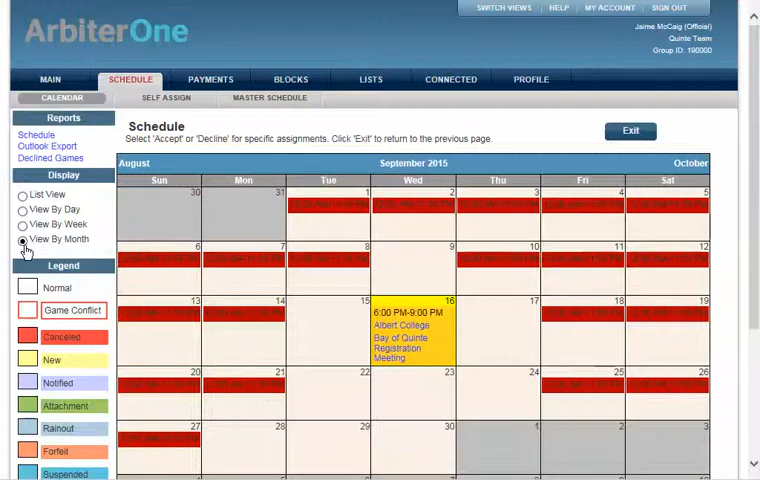 SWITCH VIEWS HELP MY ACCOUNT SIGN OUT
ArbiterOne
Jaime McCaig (Official)
Quinte Team
Group ID: 190000
MAIN SCHEDULE PAYMENTS BLOCKS LISTS CONNECTED PROFILE
CALENDAR SELF ASSIGN MASTER SCHEDULE
Reports
Schedule
Outlook Export
Declined Games
Display
List View
View By Day
View By Week
View By Month
Legend
Normal
Game Conflict
Canceled
New
Notified
Attachment
Rainout
Forfeit
Suspended
Schedule
Select 'Accept' or 'Decline' for specific assignments. Click 'Exit' to return to the previous page.
Exit
August September 2015 October
Sun Mon Tue Wed Thu Fri Sat
30 31 1 2 3 4 5
6 7 8 9 10 11 12
13 14 15 16 17 18 19
6:00 PM-9:00 PM
Albert College
Bay of Quinte
Registration
Meeting
20 21 22 23 24 25 26
27 28 29 30 1 2 3